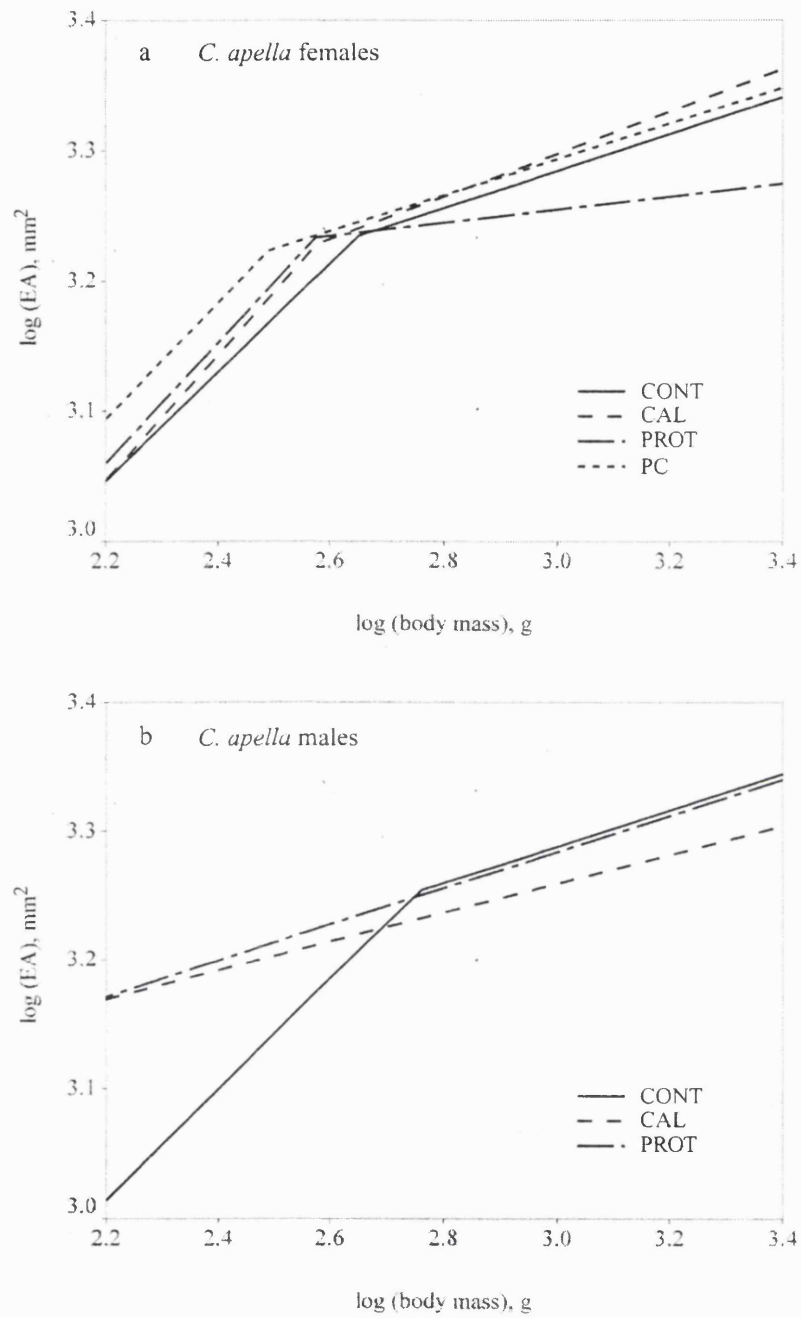 3.4
a C. apella females
3.3
log (EA), mm²
3.2
CONT
CAL
3.1
PROT
PC
3.0
2.2 2.4 2.6 2.8 3.0 3.2 3.4
log (body mass), g
3.4
b C. apella males
3.3
log (EA), mm²
3.2
3.1
CONT
CAL
PROT
3.0
2.2 2.4 2.6 2.8 3.0 3.2 3.4
log (body mass), g